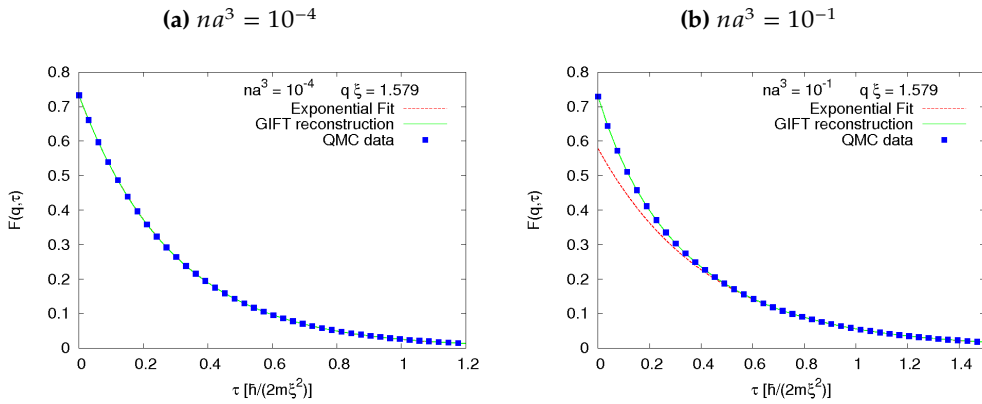 (a) na³ = 10⁻⁴
0.8
0.7
0.6
0.5
0.4
0.3
0.2
0.1
0
F(q,τ)
na³ = 10⁻⁴ q ξ = 1.579
Exponential Fit
GIFT reconstruction
QMC data
0 0.2 0.4 0.6 0.8 1 1.2
τ [ħ/(2mξ²)]
(b) na³ = 10⁻¹
0.8
0.7
0.6
0.5
0.4
0.3
0.2
0.1
0
F(q,τ)
na³ = 10⁻¹ q ξ = 1.579
Exponential Fit
GIFT reconstruction
QMC data
0 0.2 0.4 0.6 0.8 1 1.2 1.4
τ [ħ/(2mξ²)]